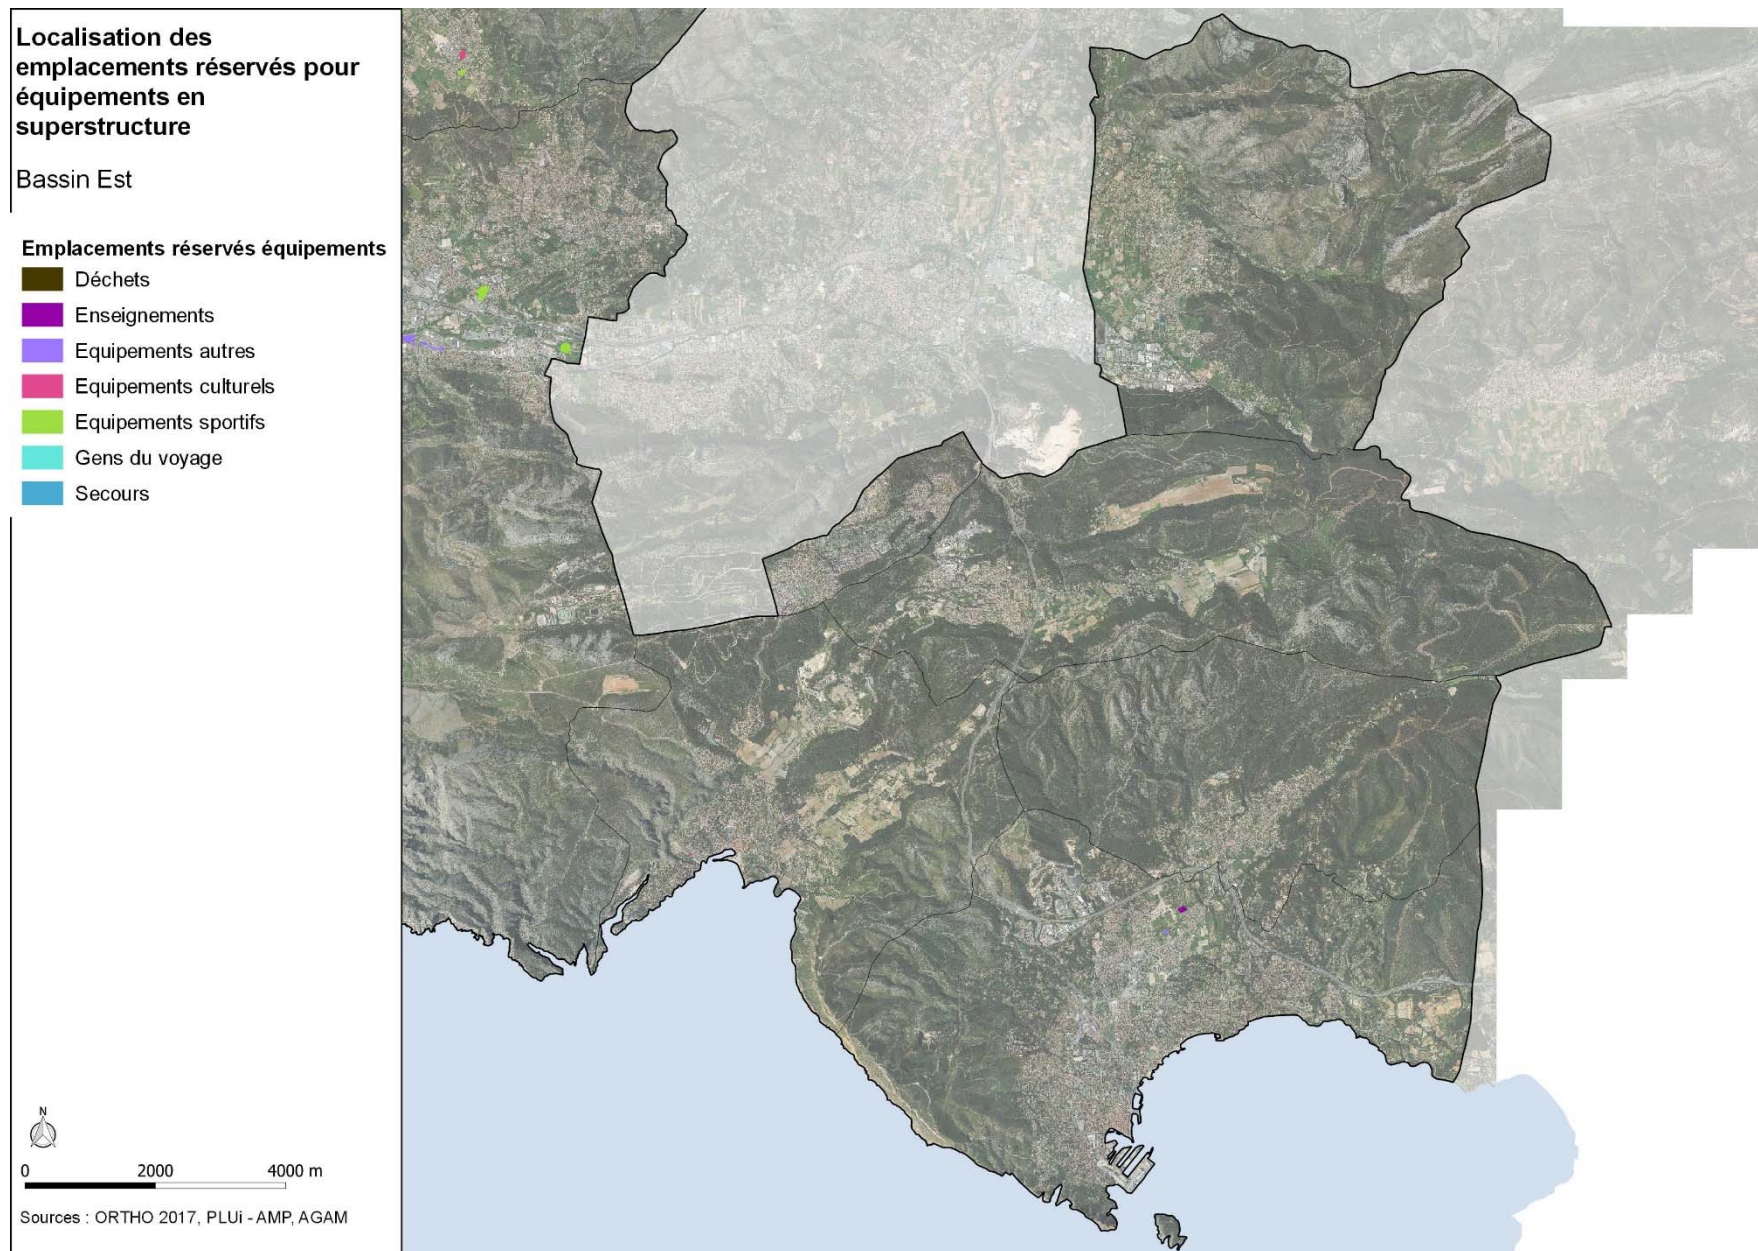 Localisation des
emplacements réservés pour
équipements en
superstructure
Bassin Est
Emplacements réservés équipements
Déchets
Enseignements
Equipements autres
Equipements culturels
Equipements sportifs
Gens du voyage
Secours
N
0 2000 4000 m
Sources : ORTHO 2017, PLUi - AMP, AGAM